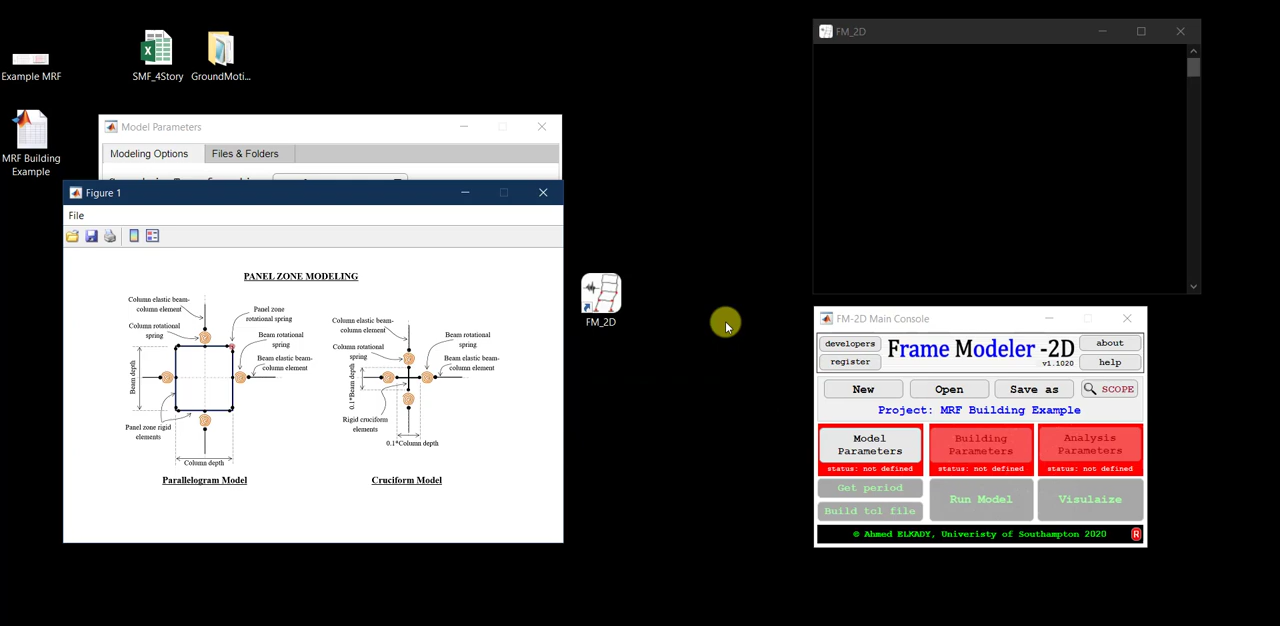 Example MRF
SMF_4Story
GroundMoti...
MRF Building
Example
Model Parameters
Modeling Options
Files & Folders
Figure 1
File
PANEL ZONE MODELING
Column elastic beam-
column element
Column rotational
spring
Panel zone
rotational spring
Beam rotational
spring
Beam elastic beam-
column element
Beam depth
Panel zone rigid
elements
Column depth
Parallelogram Model
Column elastic beam-
column element
Column rotational
spring
Beam rotational
spring
Beam elastic beam-
column element
0.1*Beam depth
Rigid cruciform
elements
0.1*Column depth
Cruciform Model
FM_2D
FM_2D
FM-2D Main Console
developers
register
Frame Modeler -2D
v1.1020
about
help
New
Open
Save as
SCOPE
Project: MRF Building Example
Model
Parameters
status: not defined
Building
Parameters
status: not defined
Analysis
Parameters
status: not defined
Get period
Build tcl file
Run Model
Visulaize
© Ahmed ELKADY, Univeristy of Southampton 2020
R